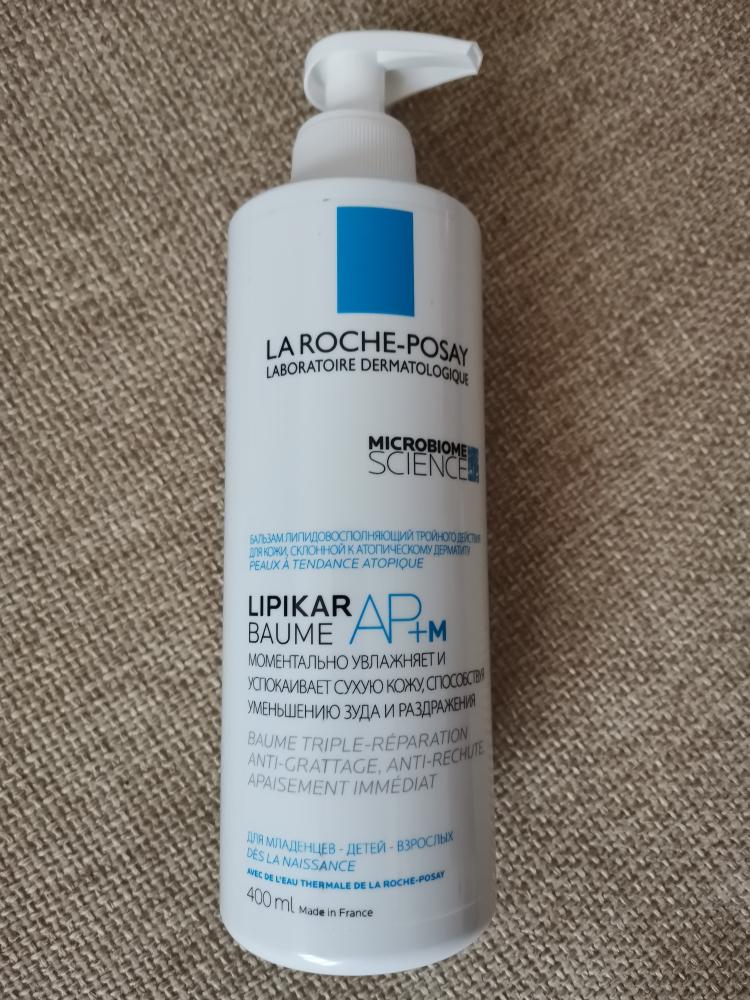 LA ROCHE-POSAY
LABORATOIRE DERMATOLOGIQUE
MICROBIOME
SCIENCE
БАЛЬЗАМ ЛИПИДОВОСПОЛНЯЮЩИЙ ТРОЙНОГО ДЕЙСТВИЯ
ДЛЯ КОЖИ, СКЛОННОЙ К АТОПИЧЕСКОМУ ДЕРМАТИТУ
PEAUX À TENDANCE ATOPIQUE
LIPIKAR
BAUME AP+M
МОМЕНТАЛЬНО УВЛАЖНЯЕТ И
УСПОКАИВАЕТ СУХУЮ КОЖУ, СПОСОБСТВУЯ
УМЕНЬШЕНИЮ ЗУДА И РАЗДРАЖЕНИЯ
BAUME TRIPLE-RÉPARATION
ANTI-GRATTAGE, ANTI-RECHUTE,
APAISEMENT IMMÉDIAT
ДЛЯ МЛАДЕНЦЕВ - ДЕТЕЙ - ВЗРОСЛЫХ
DÈS LA NAISSANCE
AVEC DE L'EAU THERMALE DE LA ROCHE-POSAY
400 ml Made in France